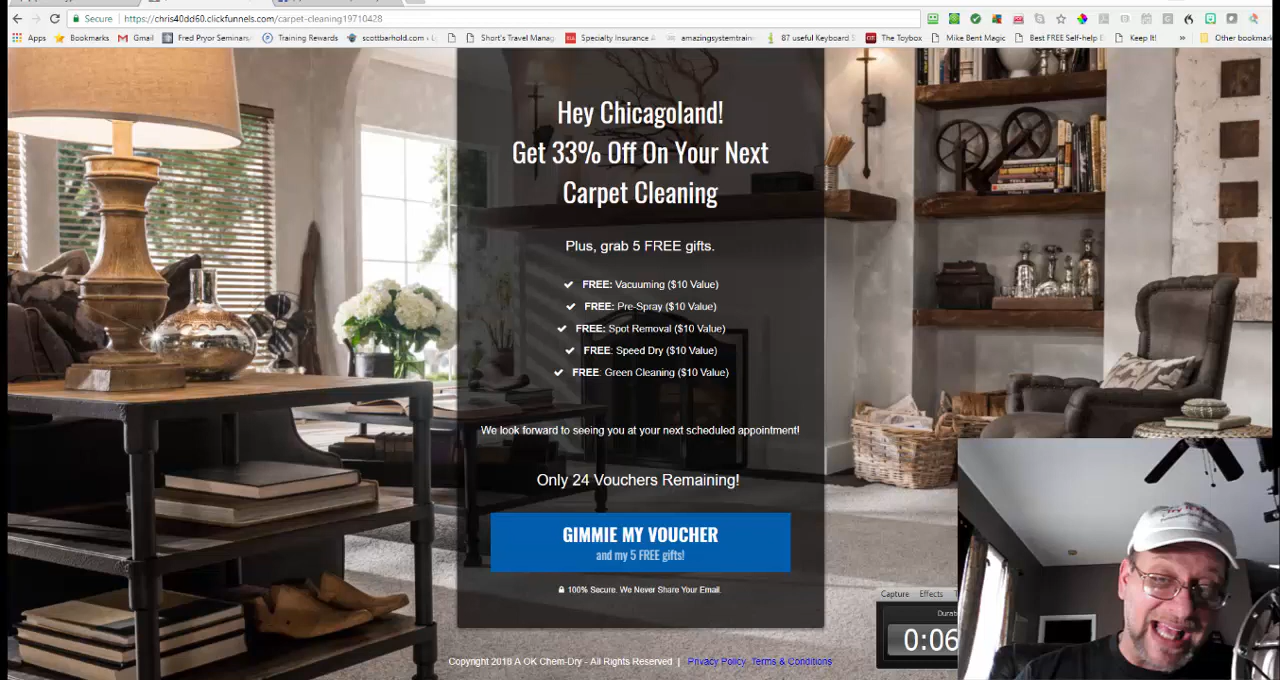 Secure
https://chris40dd60.clickfunnels.com/carpet-cleaning19710428
Apps
Bookmarks
Gmail
Fred Pryor Seminars
Training Rewards
scottbarhold.com
Short's Travel Manag
Specialty Insurance
amazingsystemtrain
87 useful Keyboard S
The Toybox
Mike Bent Magic
Best FREE Self-help E
Keep It!
»
Other bookmark
Hey Chicagoland!
Get 33% Off On Your Next
Carpet Cleaning
Plus, grab 5 FREE gifts.
FREE: Vacuuming ($10 Value)
FREE: Pre-Spray ($10 Value)
FREE: Spot Removal ($10 Value)
FREE: Speed Dry ($10 Value)
FREE: Green Cleaning ($10 Value)
We look forward to seeing you at your next scheduled appointment!
Only 24 Vouchers Remaining!
GIMMIE MY VOUCHER
and my 5 FREE gifts!
100% Secure. We Never Share Your Email.
Copyright 2018 A OK Chem-Dry - All Rights Reserved | Privacy Policy Terms & Conditions
Capture Effects
Durat
0:06